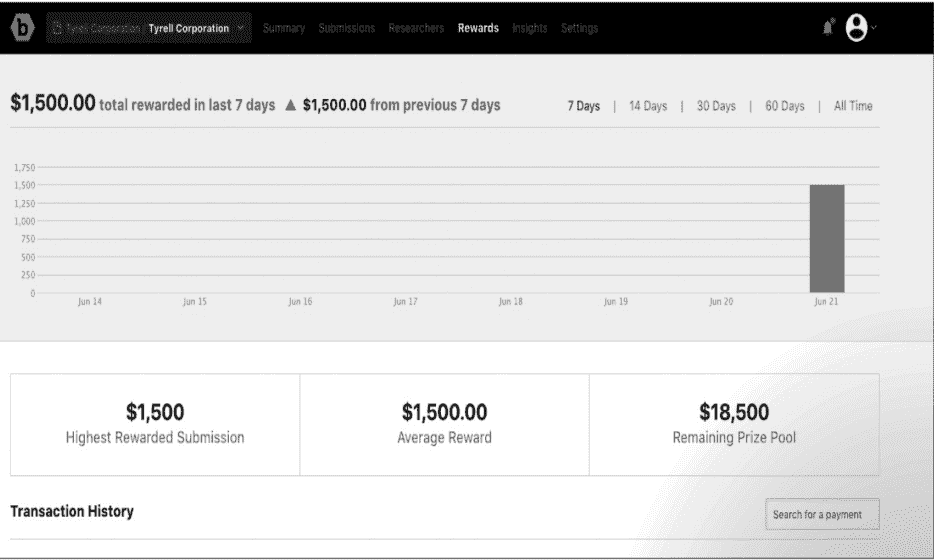 b Tyrell Corporation Tyrell Corporation Summary Submissions Researchers Rewards Insights Settings
$1,500.00 total rewarded in last 7 days ▲ $1,500.00 from previous 7 days 7 Days | 14 Days | 30 Days | 60 Days | All Time
1,750
1,500
1,250
1,000
750
500
250
0
Jun 14 Jun 15 Jun 16 Jun 17 Jun 18 Jun 19 Jun 20 Jun 21
$1,500 $1,500.00 $18,500
Highest Rewarded Submission Average Reward Remaining Prize Pool
Transaction History Search for a payment